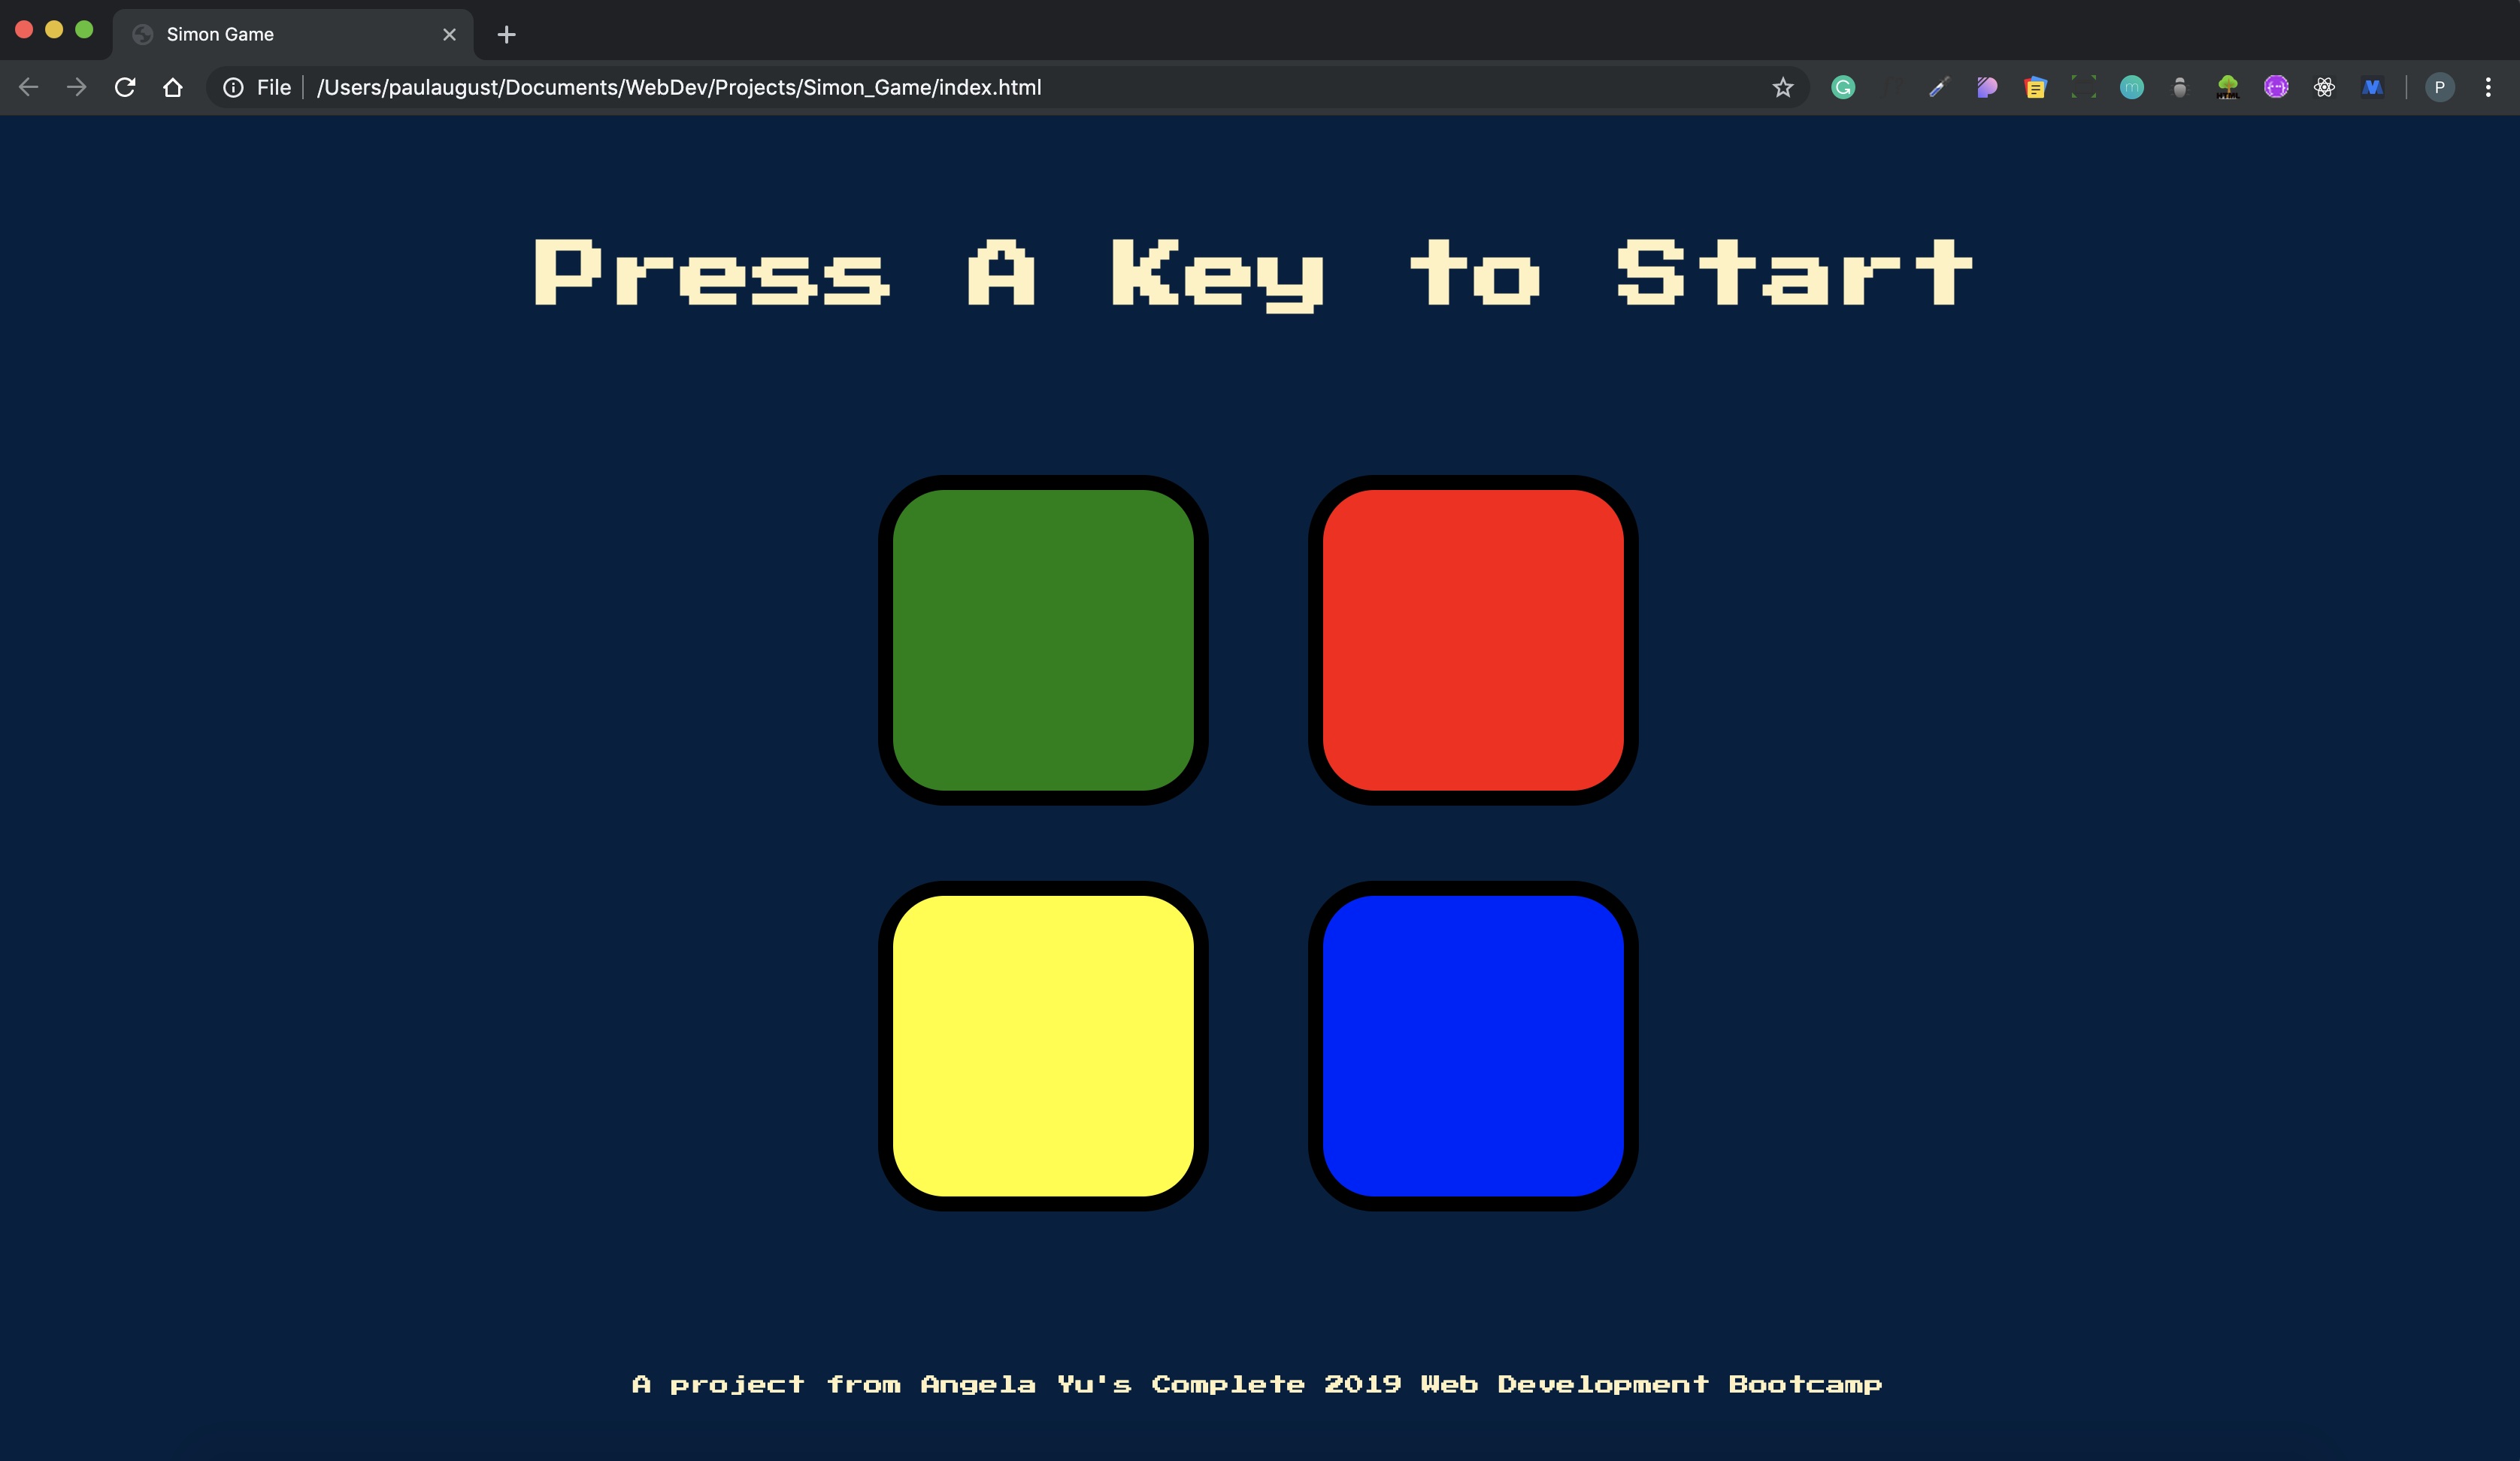 Simon Game
File
/Users/paulaugust/Documents/WebDev/Projects/Simon_Game/index.html
P
Press A Key to Start
A project from Angela Yu's Complete 2019 Web Development Bootcamp